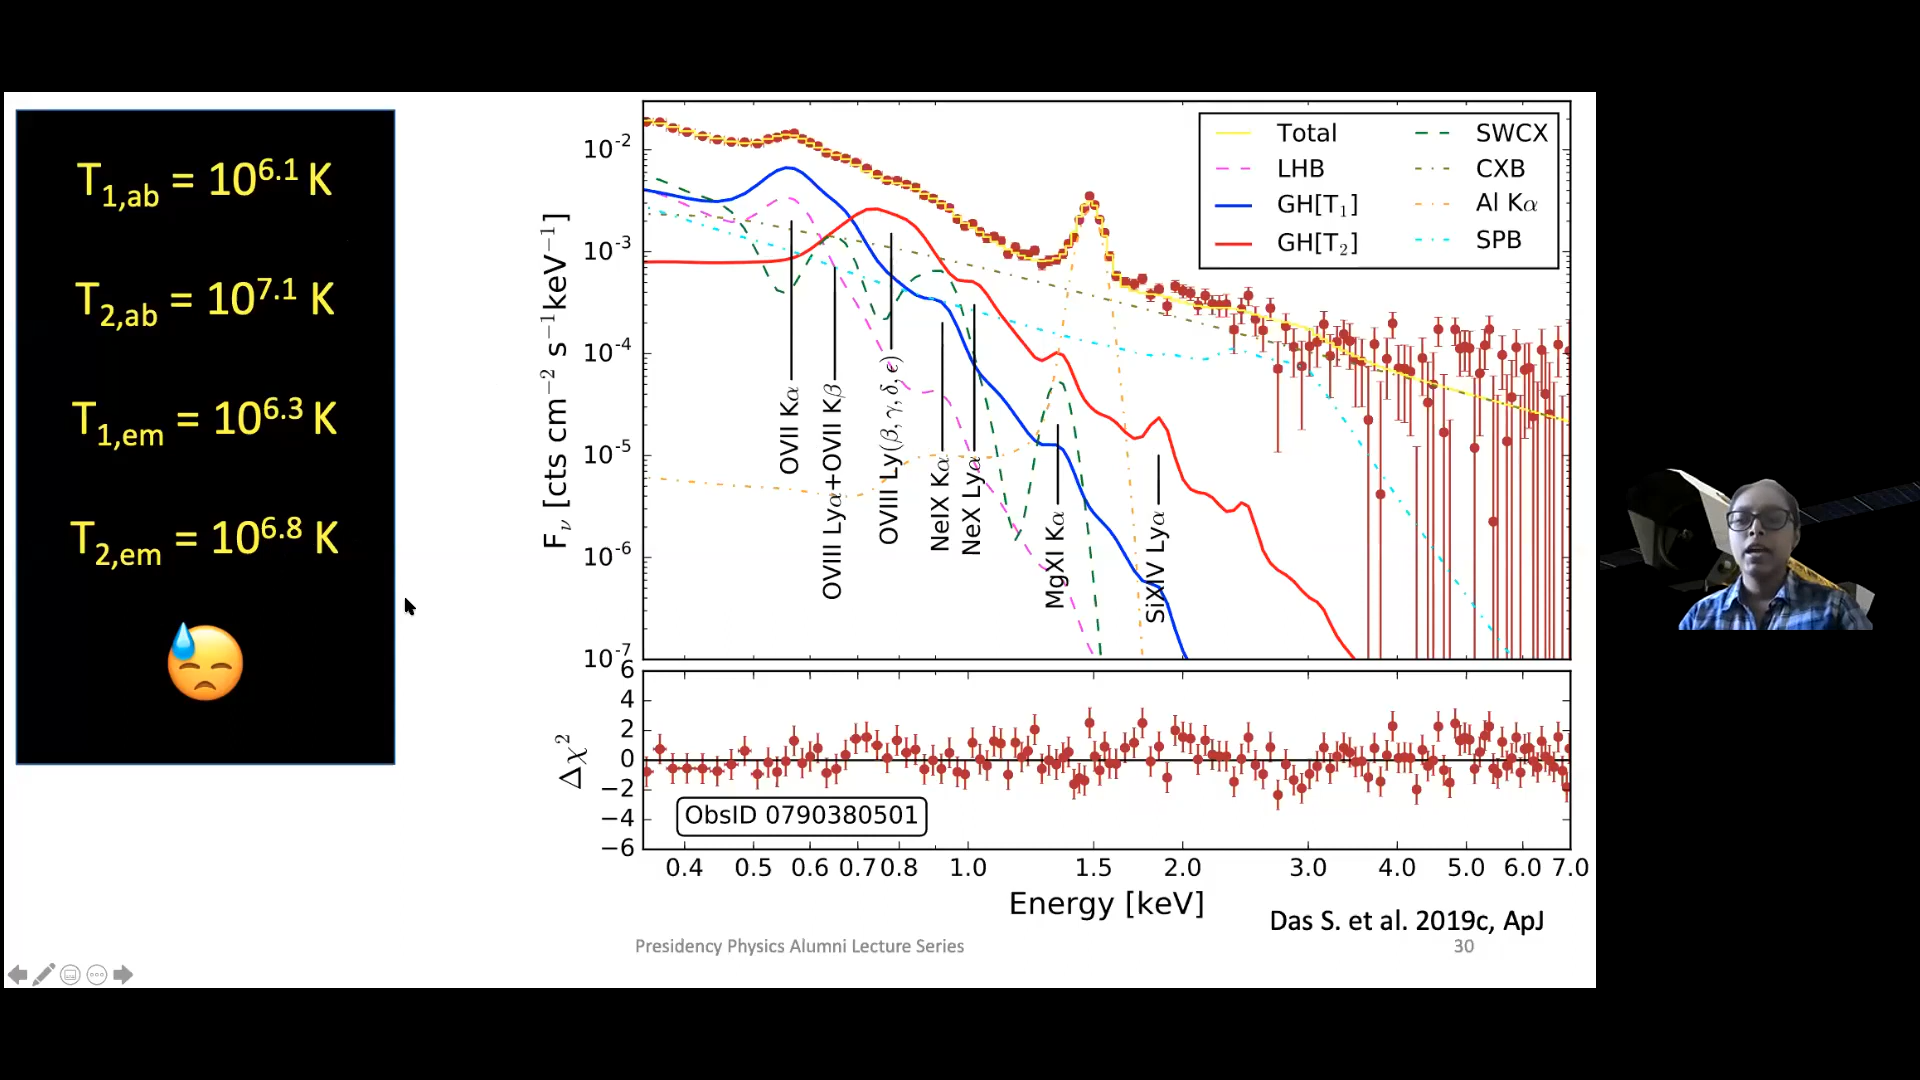 T1,ab = 10^6.1 K
T2,ab = 10^7.1 K
T1,em = 10^6.3 K
T2,em = 10^6.8 K
Total
LHB
GH[T1]
GH[T2]
SWCX
CXB
Al Kα
SPB
10^-2
10^-3
10^-4
10^-5
10^-6
10^-7
Fν [cts cm^-2 s^-1 keV^-1]
OVII Kα
OVIII Lyα+OVII Kβ
OVIII Ly(β, γ, δ, ϵ)
NeIX Kα
NeX Lyα
MgXI Kα
SiXIV Lyα
6
4
2
0
−2
−4
−6
Δχ^2
ObsID 0790380501
0.4 0.5 0.6 0.7 0.8 1.0 1.5 2.0 3.0 4.0 5.0 6.0 7.0
Energy [keV]
Das S. et al. 2019c, ApJ
Presidency Physics Alumni Lecture Series
30